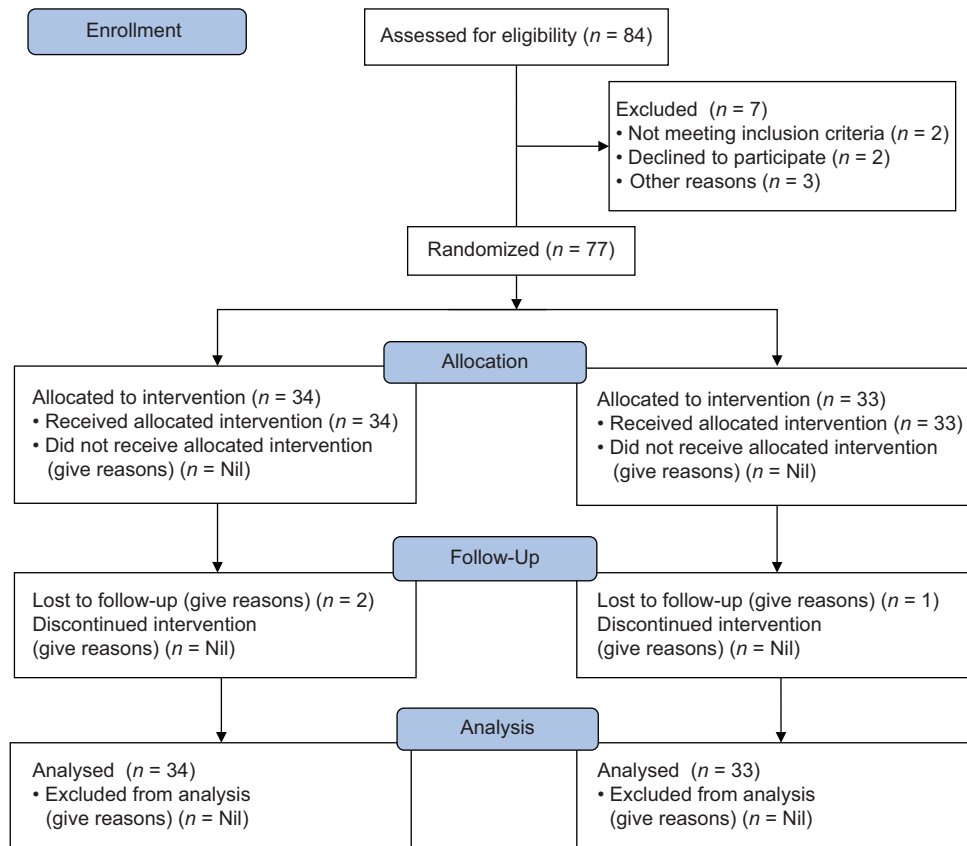 Enrollment
Assessed for eligibility (n = 84)
Excluded (n = 7)
• Not meeting inclusion criteria (n = 2)
• Declined to participate (n = 2)
• Other reasons (n = 3)
Randomized (n = 77)
Allocation
Allocated to intervention (n = 34)
• Received allocated intervention (n = 34)
• Did not receive allocated intervention
(give reasons) (n = Nil)
Allocated to intervention (n = 33)
• Received allocated intervention (n = 33)
• Did not receive allocated intervention
(give reasons) (n = Nil)
Follow-Up
Lost to follow-up (give reasons) (n = 2)
Discontinued intervention
(give reasons) (n = Nil)
Lost to follow-up (give reasons) (n = 1)
Discontinued intervention
(give reasons) (n = Nil)
Analysis
Analysed (n = 34)
• Excluded from analysis
(give reasons) (n = Nil)
Analysed (n = 33)
• Excluded from analysis
(give reasons) (n = Nil)